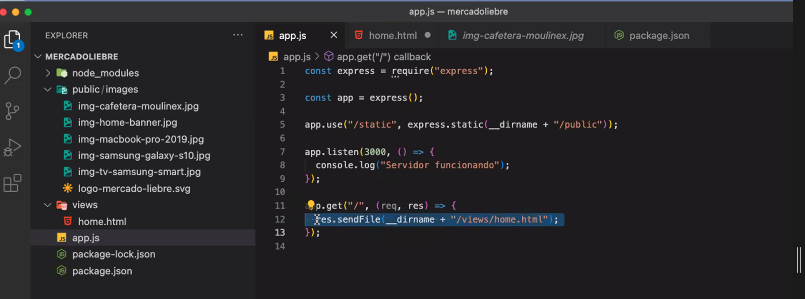 app.js — mercadoliebre
EXPLORER
MERCADOLIEBRE
node_modules
public/images
img-cafetera-moulinex.jpg
img-home-banner.jpg
img-macbook-pro-2019.jpg
img-samsung-galaxy-s10.jpg
img-tv-samsung-smart.jpg
logo-mercado-liebre.svg
views
home.html
app.js
package-lock.json
package.json
1
app.js
home.html
img-cafetera-moulinex.jpg
package.json
app.js > app.get("/") callback
1 const express = require("express");
2
3 const app = express();
4
5 app.use("/static", express.static(__dirname + "/public"));
6
7 app.listen(3000, () => {
8 console.log("Servidor funcionando");
9 });
10
11 p.get("/", (req, res) => {
12 res.sendFile(__dirname + "/views/home.html");
13 });
14